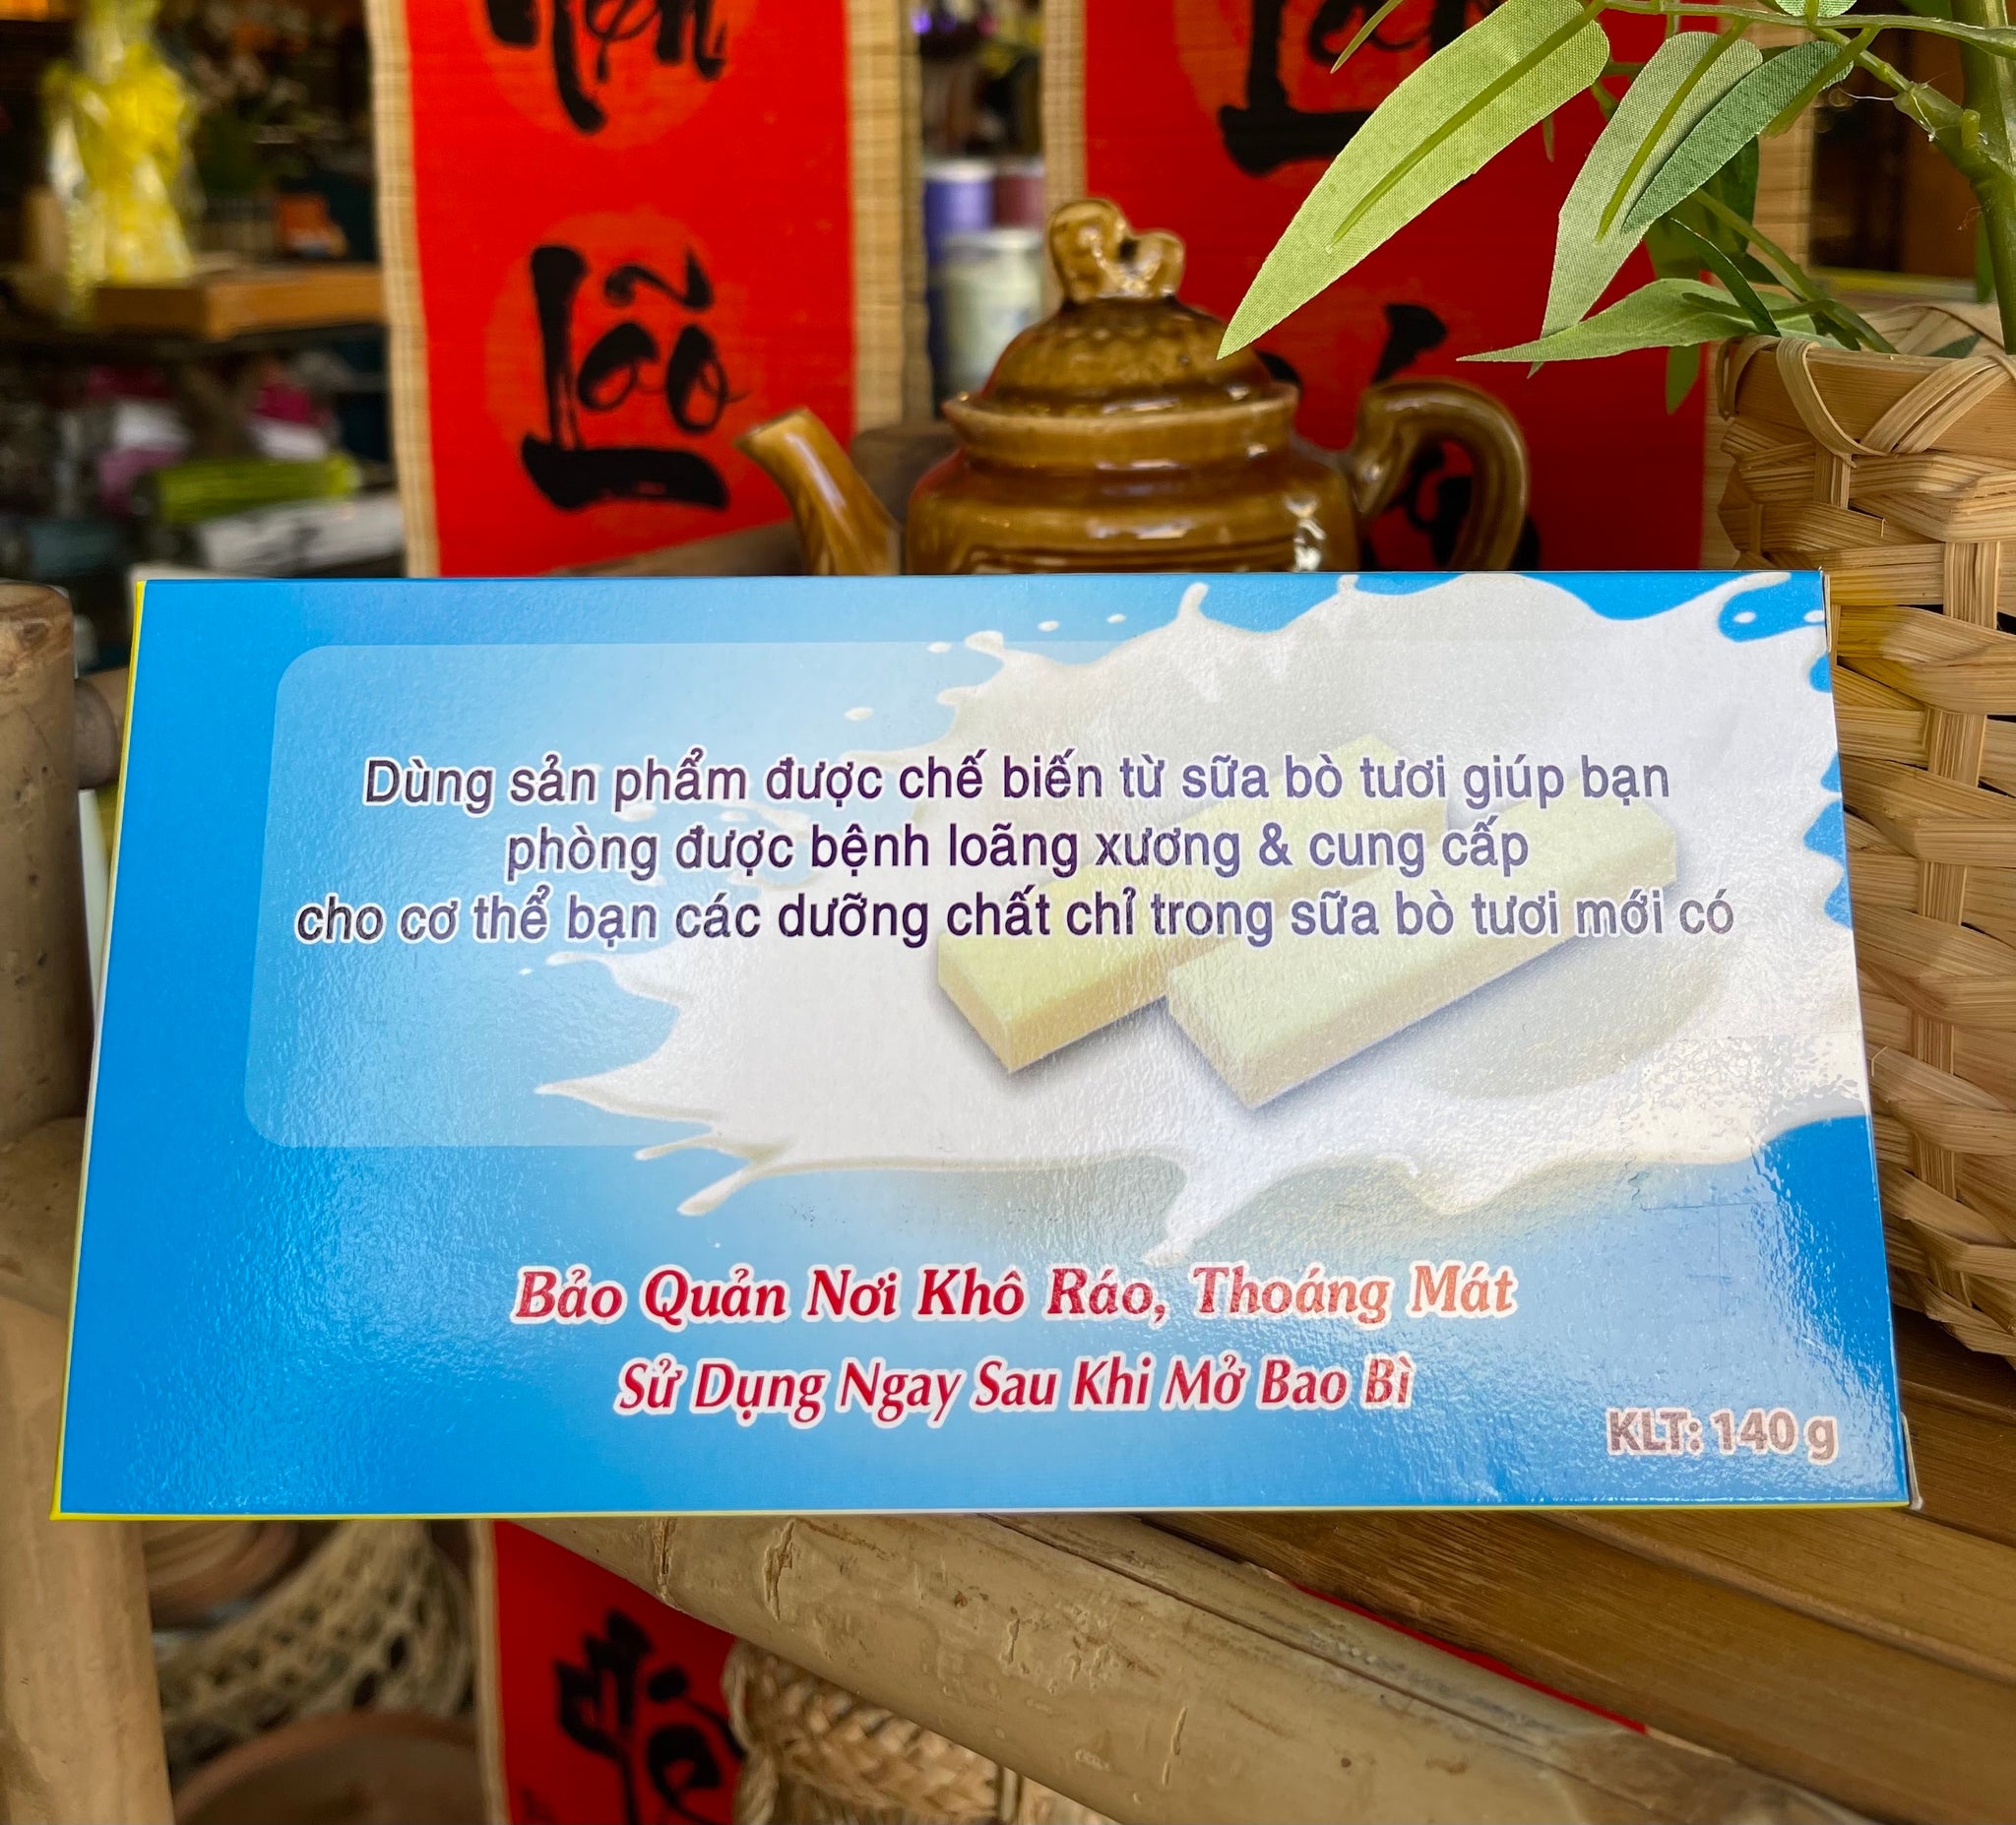 Lão
Dùng sản phẩm được chế biến từ sữa bò tươi giúp bạn
phòng được bệnh loãng xương & cung cấp
cho cơ thể bạn các dưỡng chất chỉ trong sữa bò tươi mới có
Bảo Quản Nơi Khô Ráo, Thoáng Mát
Sử Dụng Ngay Sau Khi Mở Bao Bì
KLT: 140 g